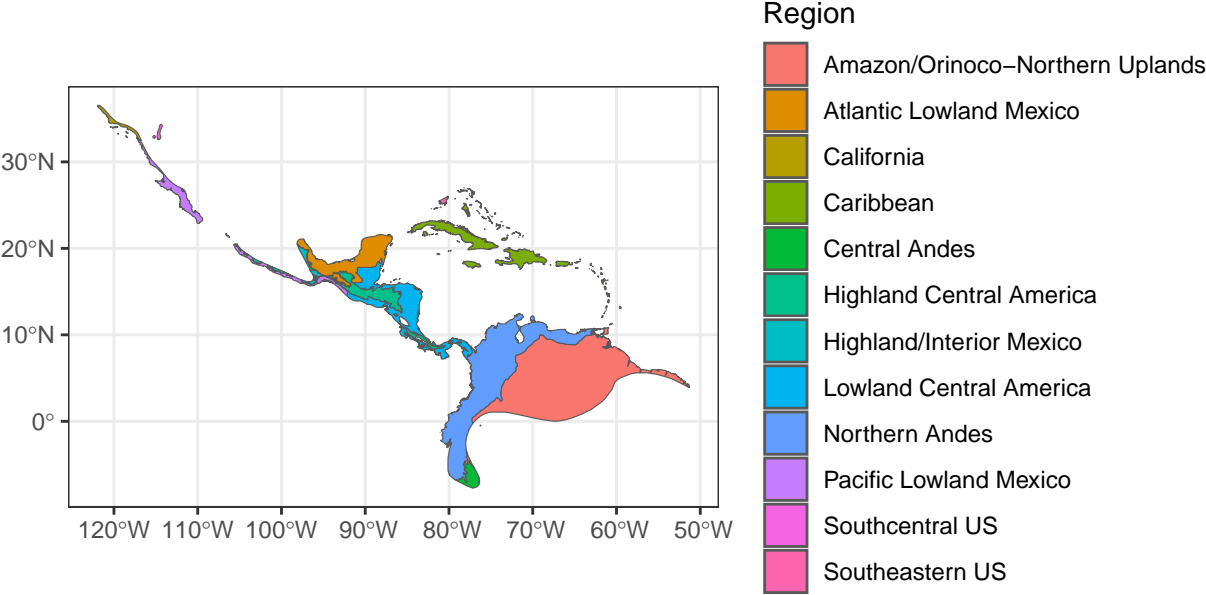 Region
Amazon/Orinoco−Northern Uplands
Atlantic Lowland Mexico
California
Caribbean
Central Andes
Highland Central America
Highland/Interior Mexico
Lowland Central America
Northern Andes
Pacific Lowland Mexico
Southcentral US
Southeastern US
30°N
20°N
10°N
0°
120°W 110°W 100°W 90°W 80°W 70°W 60°W 50°W